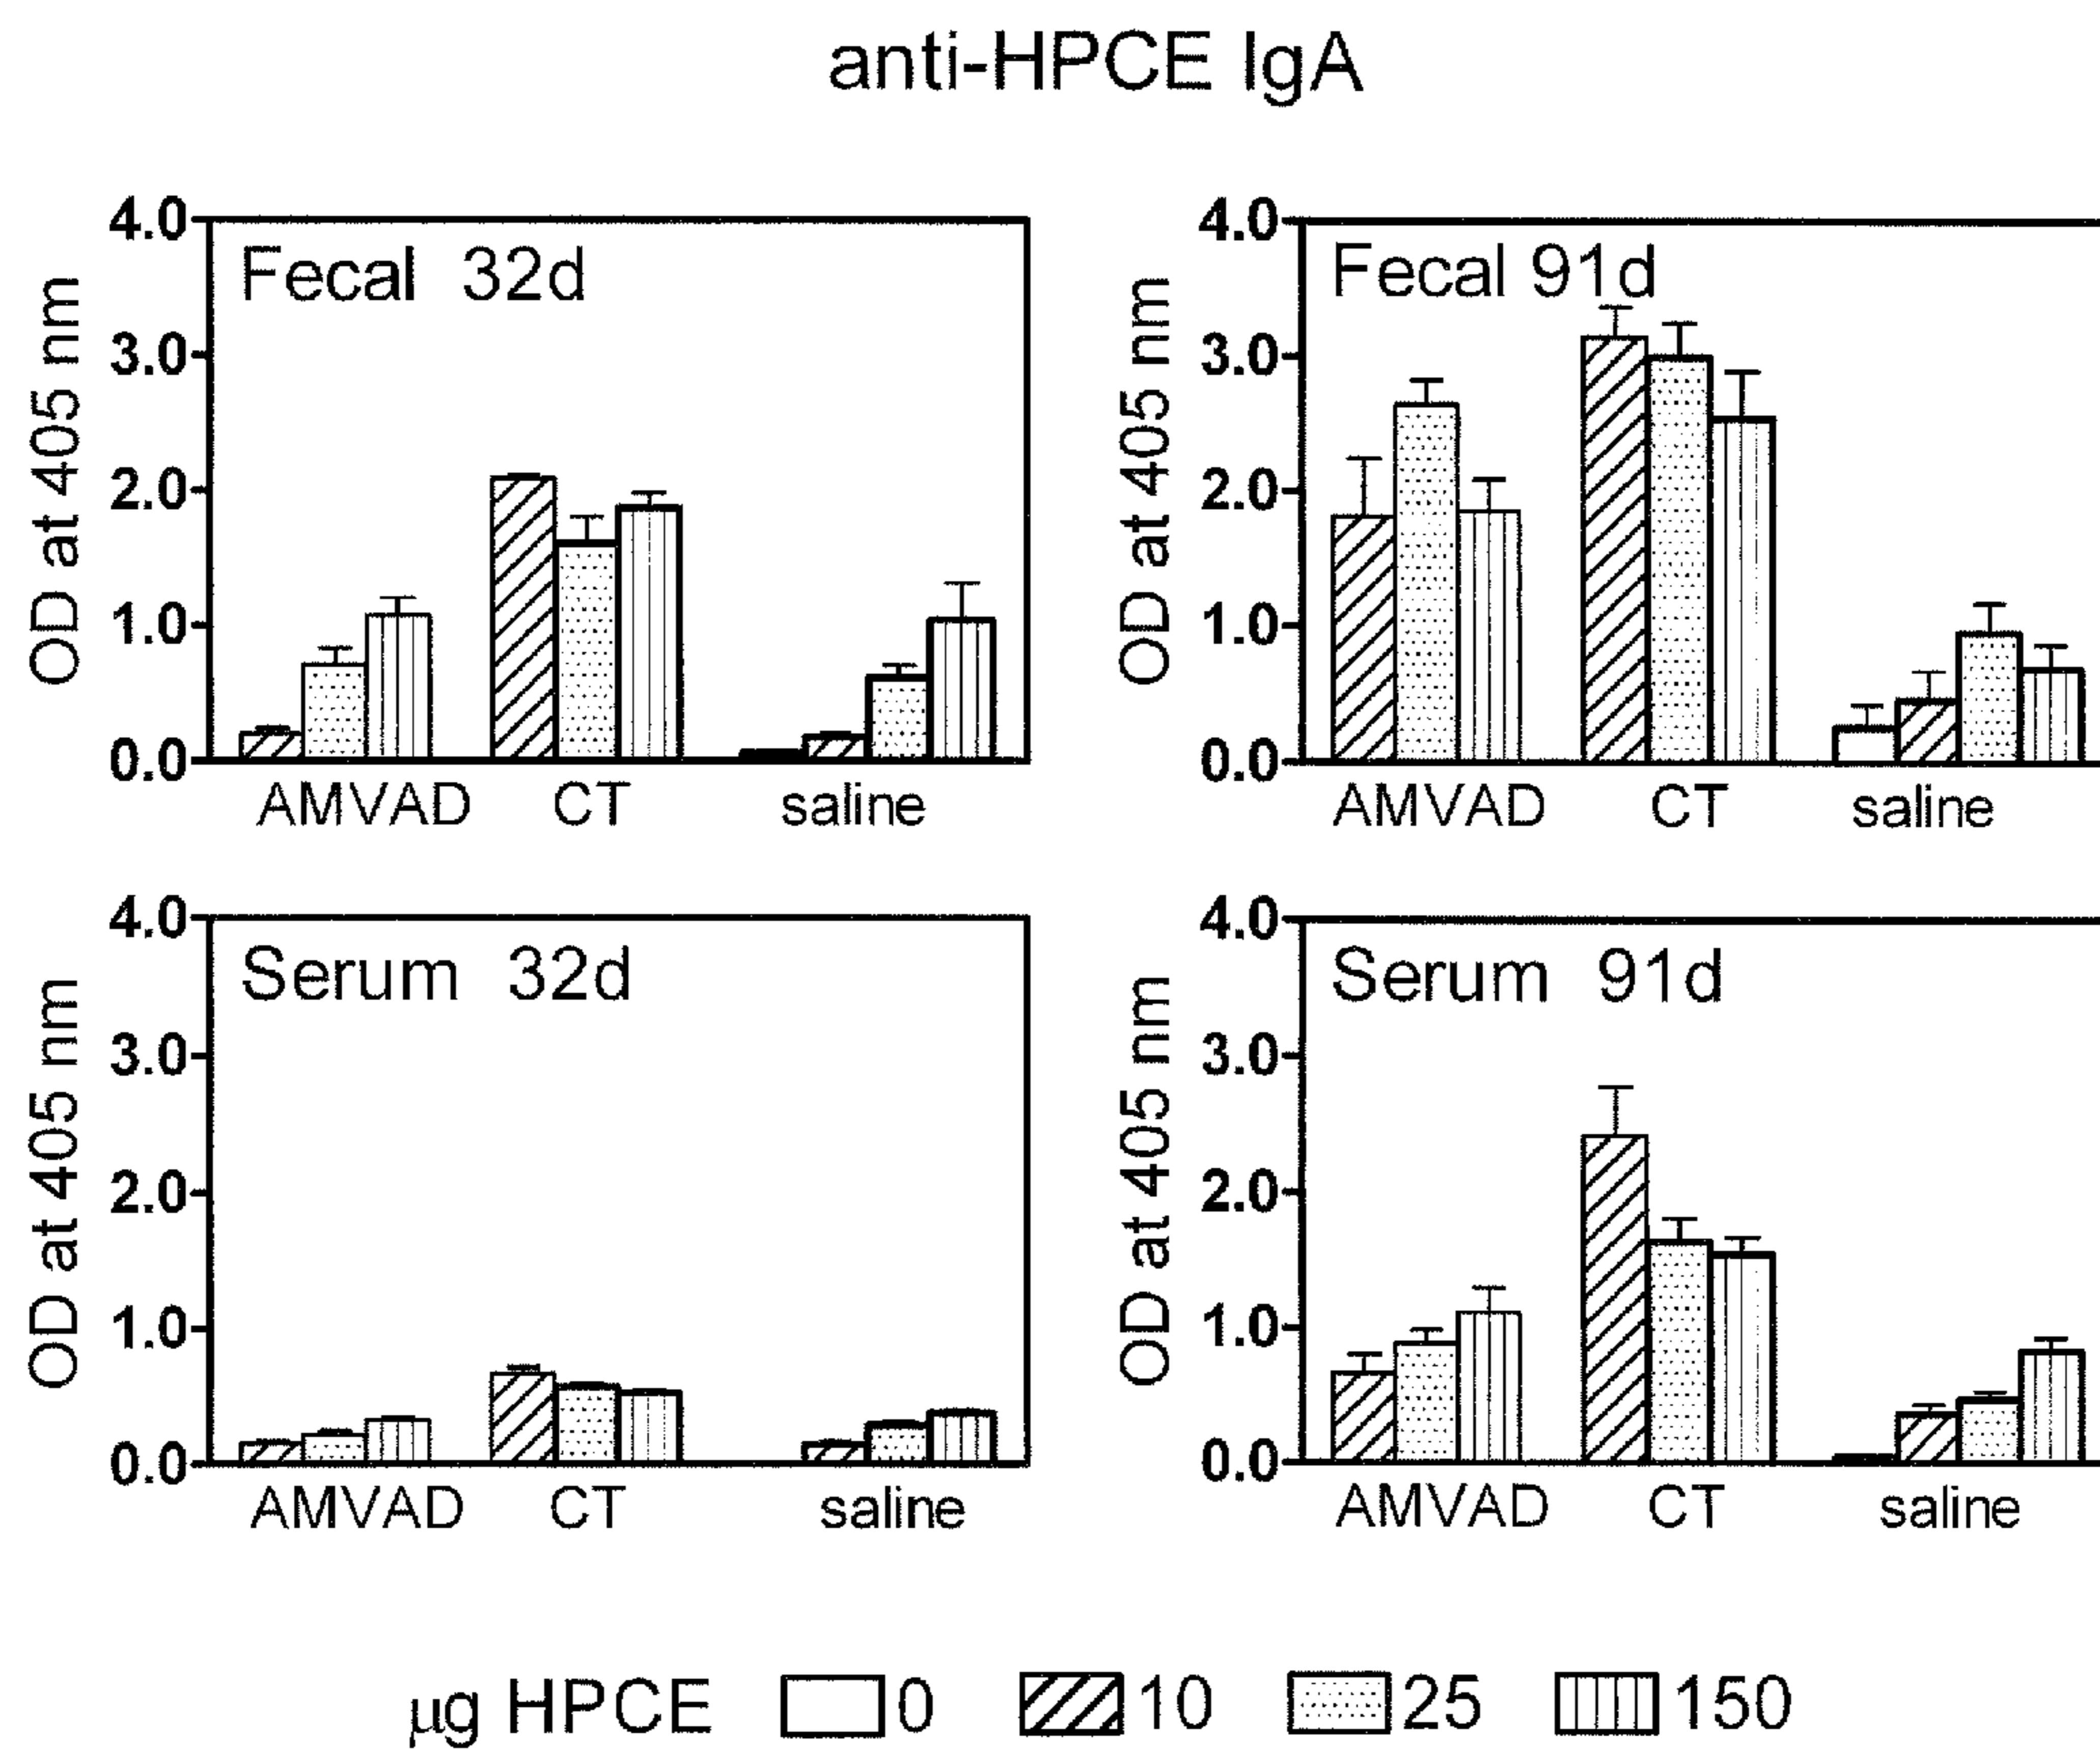 anti-HPCE IgA
OD at 405 nm
4.0
3.0
2.0
1.0
0.0
Fecal 32d
AMVAD CT saline
OD at 405 nm
4.0
3.0
2.0
1.0
0.0
Fecal 91d
AMVAD CT saline
OD at 405 nm
4.0
3.0
2.0
1.0
0.0
Serum 32d
AMVAD CT saline
OD at 405 nm
4.0
3.0
2.0
1.0
0.0
Serum 91d
AMVAD CT saline
μg HPCE 0 10 25 150